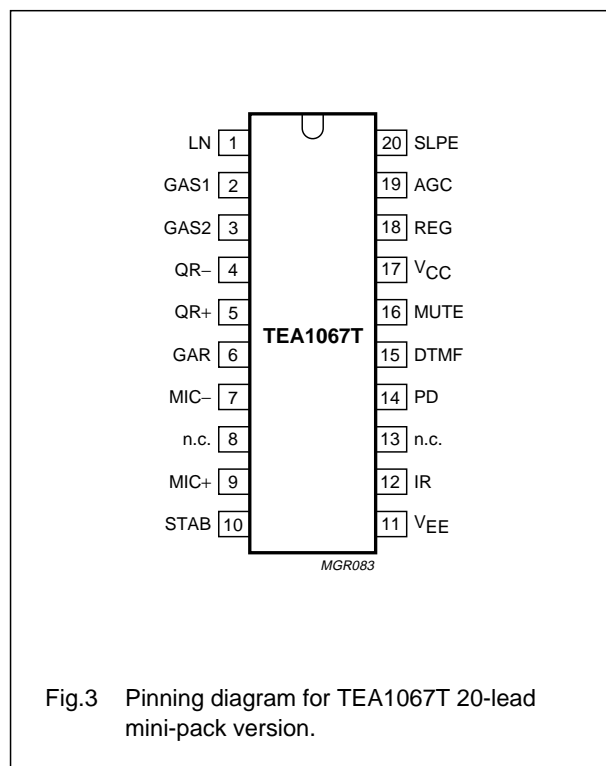 LN 1
GAS1 2
GAS2 3
QR− 4
QR+ 5
GAR 6
MIC− 7
n.c. 8
MIC+ 9
STAB 10
TEA1067T
20 SLPE
19 AGC
18 REG
17 VCC
16 MUTE
15 DTMF
14 PD
13 n.c.
12 IR
11 VEE
MGR083
Fig.3 Pinning diagram for TEA1067T 20-lead
mini-pack version.